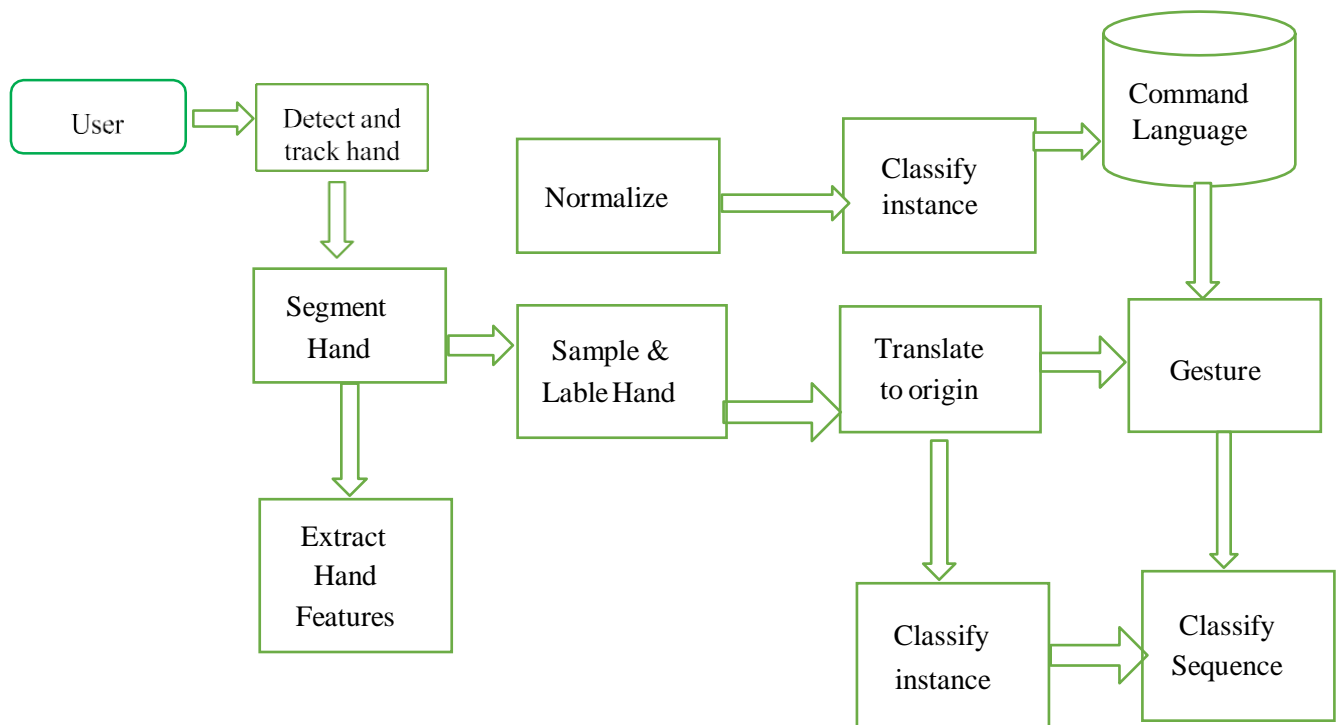 User
Detect and
track hand
Normalize
Classify
instance
Command
Language
Segment
Hand
Sample &
Lable Hand
Translate
to origin
Gesture
Extract
Hand
Features
Classify
instance
Classify
Sequence